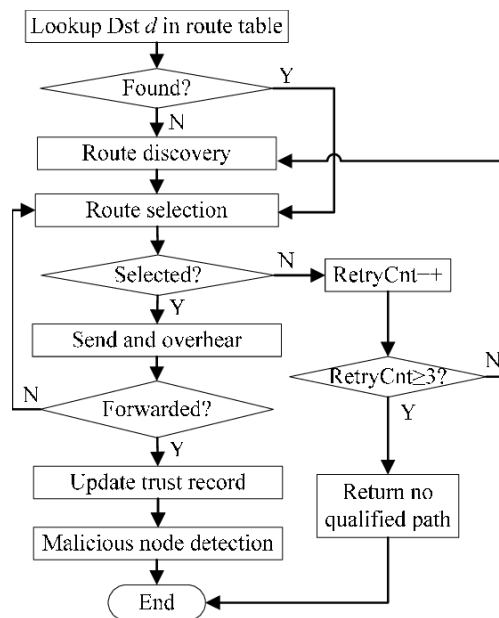 Lookup Dst d in route table
Found?
Y
N
Route discovery
Route selection
Selected?
N
RetryCnt++
Y
Send and overhear
RetryCnt≥3?
N
N
Forwarded?
Y
Y
Update trust record
Return no
qualified path
Malicious node detection
End